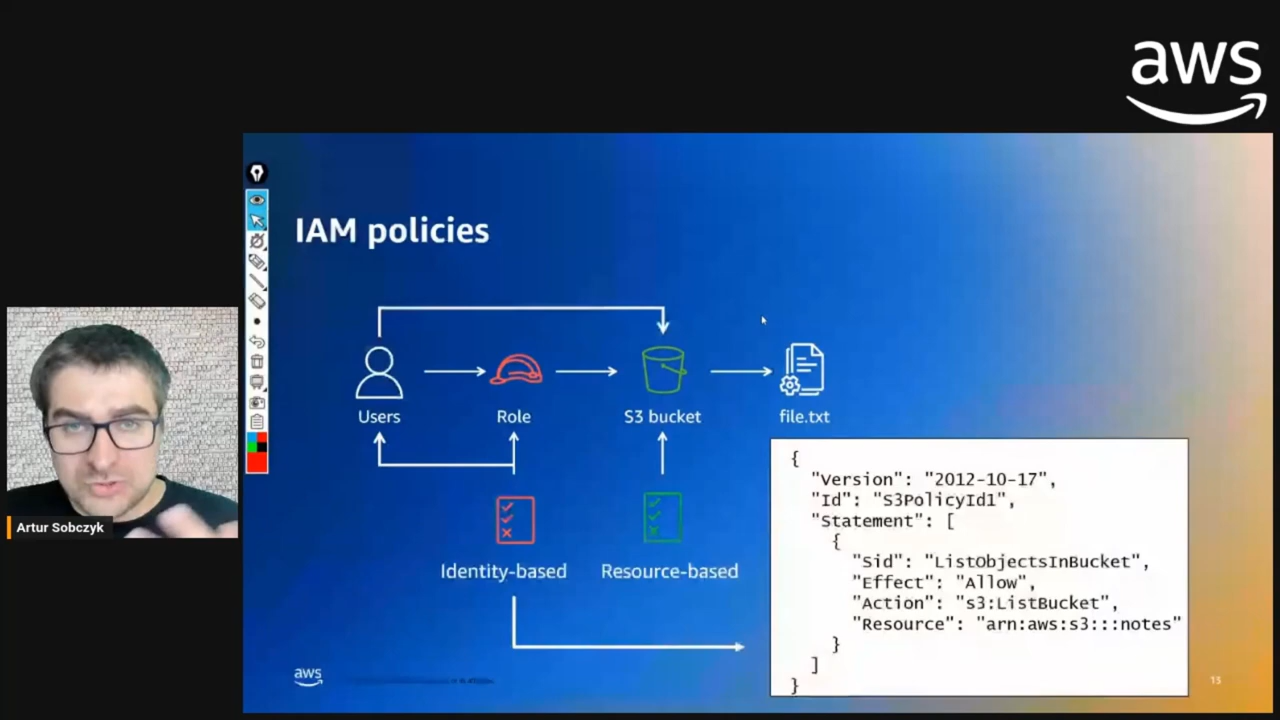 aws
IAM policies
Users
Role
S3 bucket
file.txt
Identity-based
Resource-based
{
"Version": "2012-10-17",
"Id": "S3PolicyId1",
"Statement": [
{
"Sid": "ListObjectsInBucket",
"Effect": "Allow",
"Action": "s3:ListBucket",
"Resource": "arn:aws:s3:::notes"
}
]
}
Artur Sobczyk
aws
15